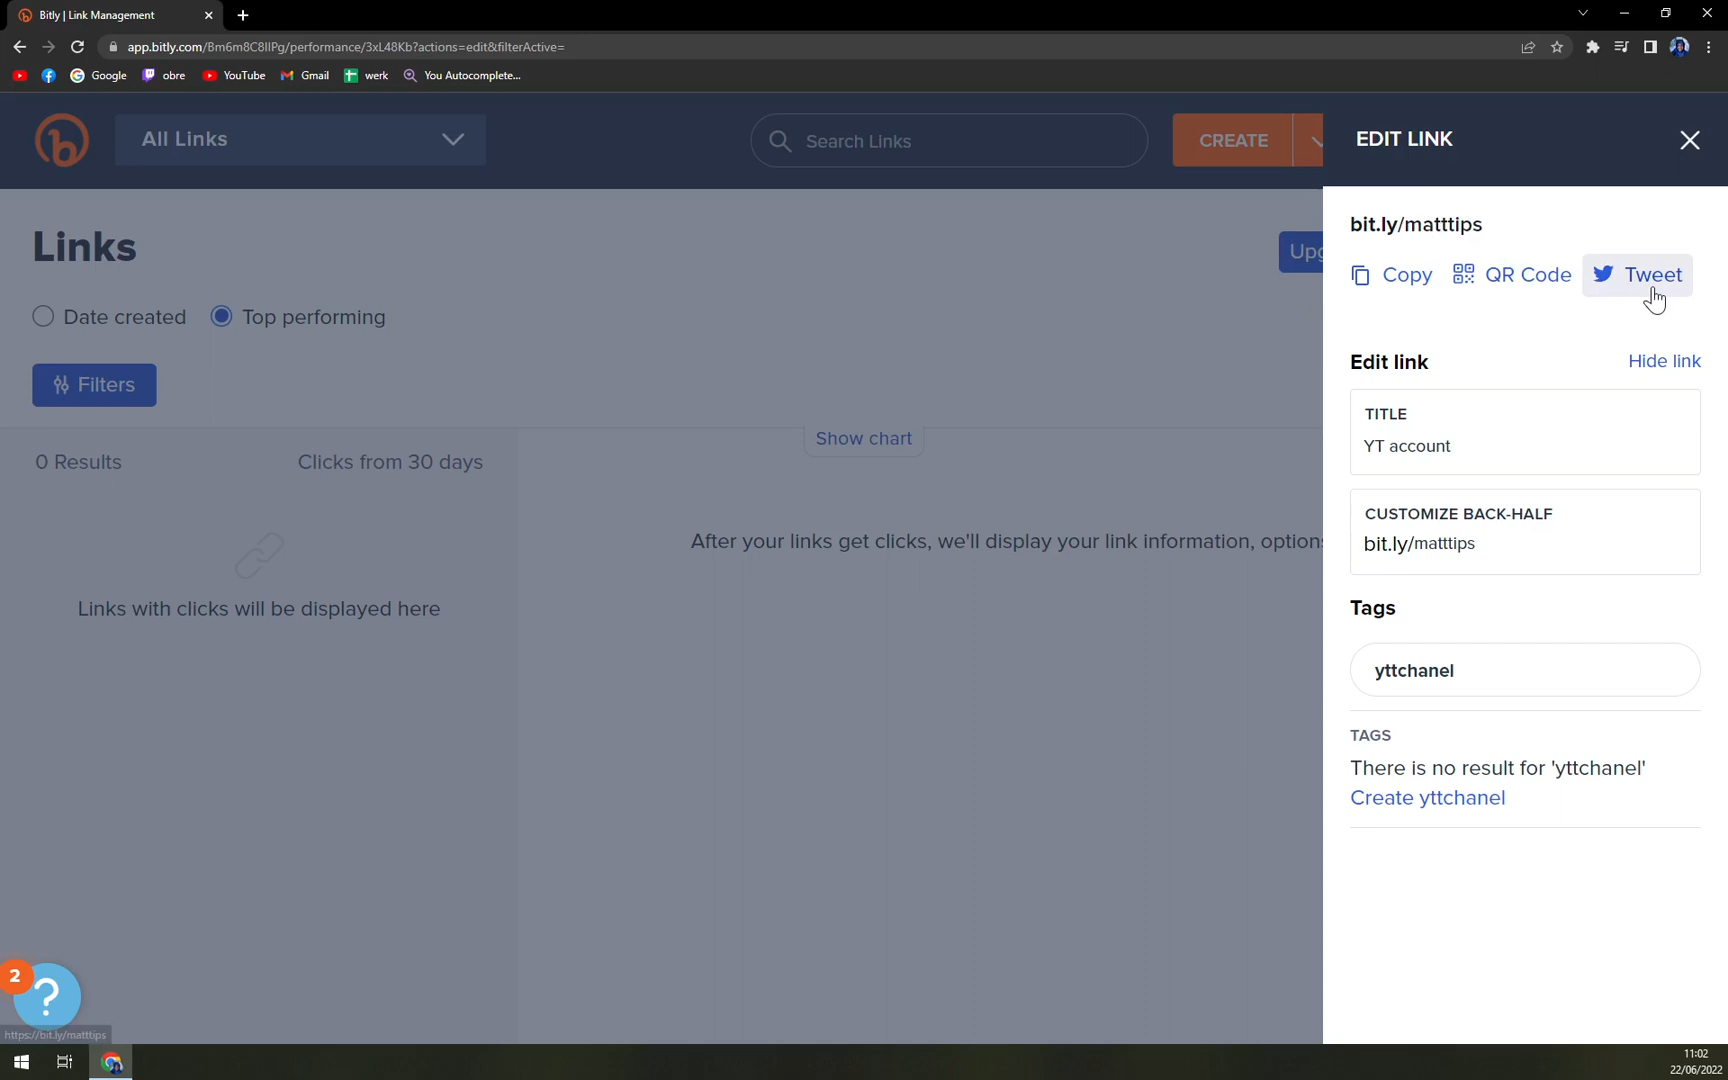 Bitly | Link Management
app.bitly.com/Bm6m8C8lIPg/performance/3xL48Kb?actions=edit&filterActive=
Google
obre
YouTube
Gmail
werk
You Autocomplete...
b
All Links
Search Links
CREATE
EDIT LINK
Links
Upg
bit.ly/matttips
Copy
QR Code
Tweet
Date created
Top performing
Edit link
Hide link
Filters
TITLE
YT account
Show chart
0 Results
Clicks from 30 days
CUSTOMIZE BACK-HALF
bit.ly/matttips
After your links get clicks, we'll display your link information, options
Links with clicks will be displayed here
Tags
yttchanel
TAGS
There is no result for 'yttchanel'
Create yttchanel
2
?
https://bit.ly/matttips
11:02
22/06/2022